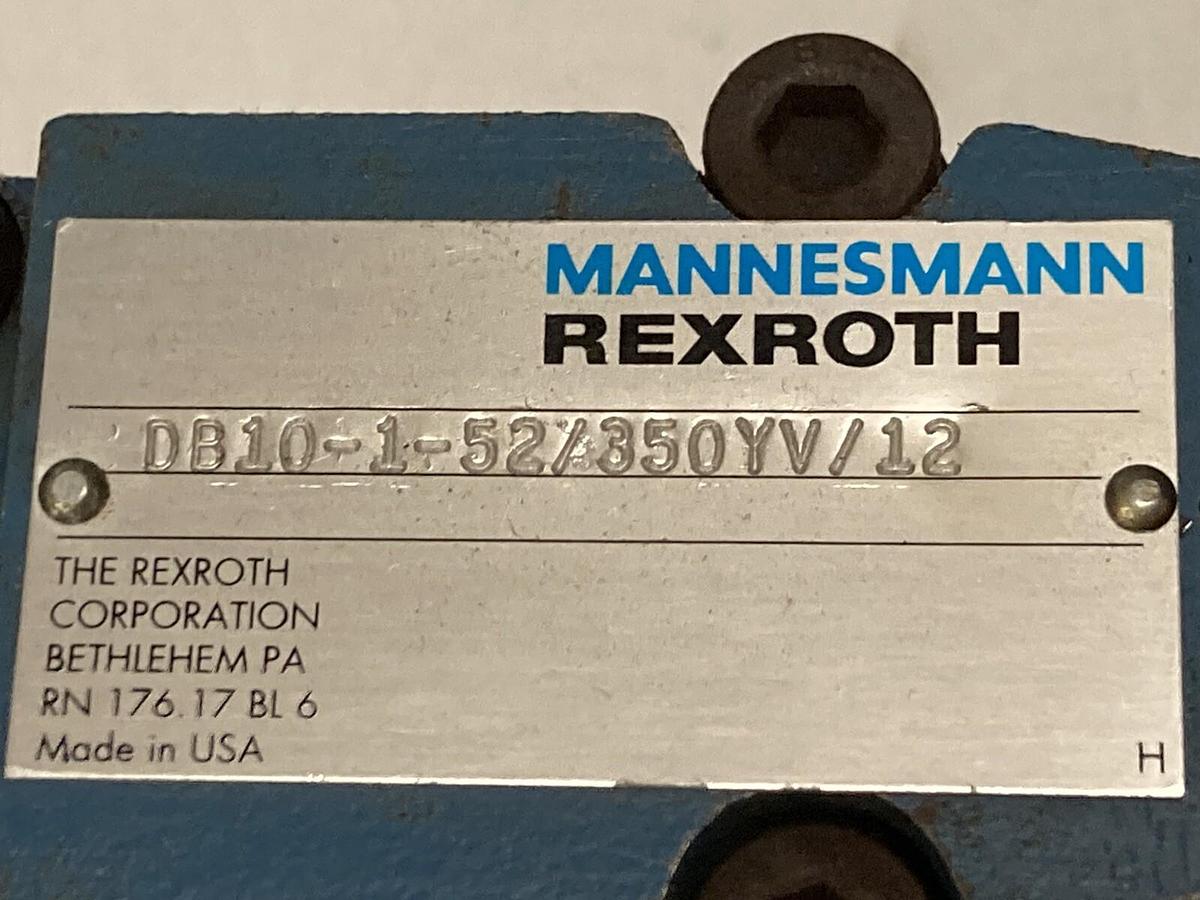 MANNESMANN
REXROTH
DB10-1-52/350YV/12
THE REXROTH
CORPORATION
BETHLEHEM PA
RN 176.17 BL 6
Made in USA
H